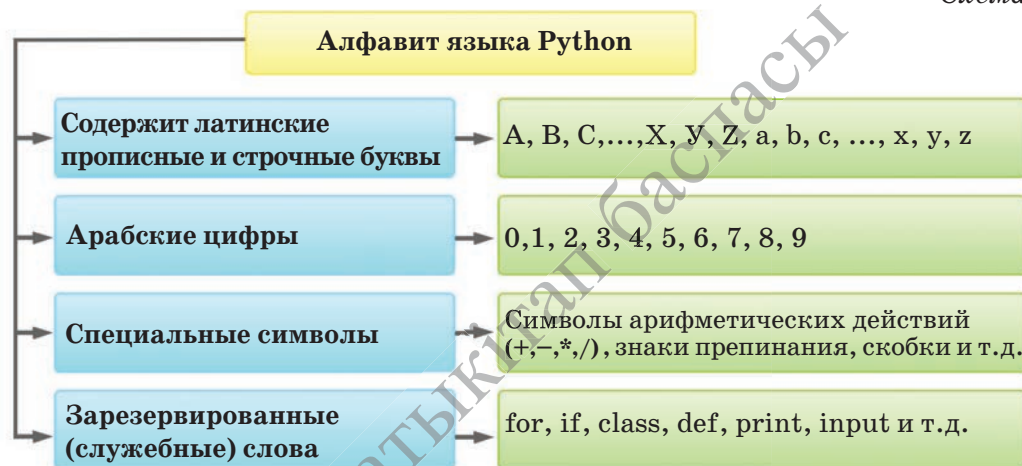 Алфавит языка Python
Содержит латинские
прописные и строчные буквы
A, B, C,...,X, У, Z, a, b, c, ..., x, y, z
Арабские цифры
0,1, 2, 3, 4, 5, 6, 7, 8, 9
Специальные символы
Символы арифметических действий
(+,–,*,/), знаки препинания, скобки и т.д.
Зарезервированные
(служебные) слова
for, if, class, def, print, input и т.д.
баспасы